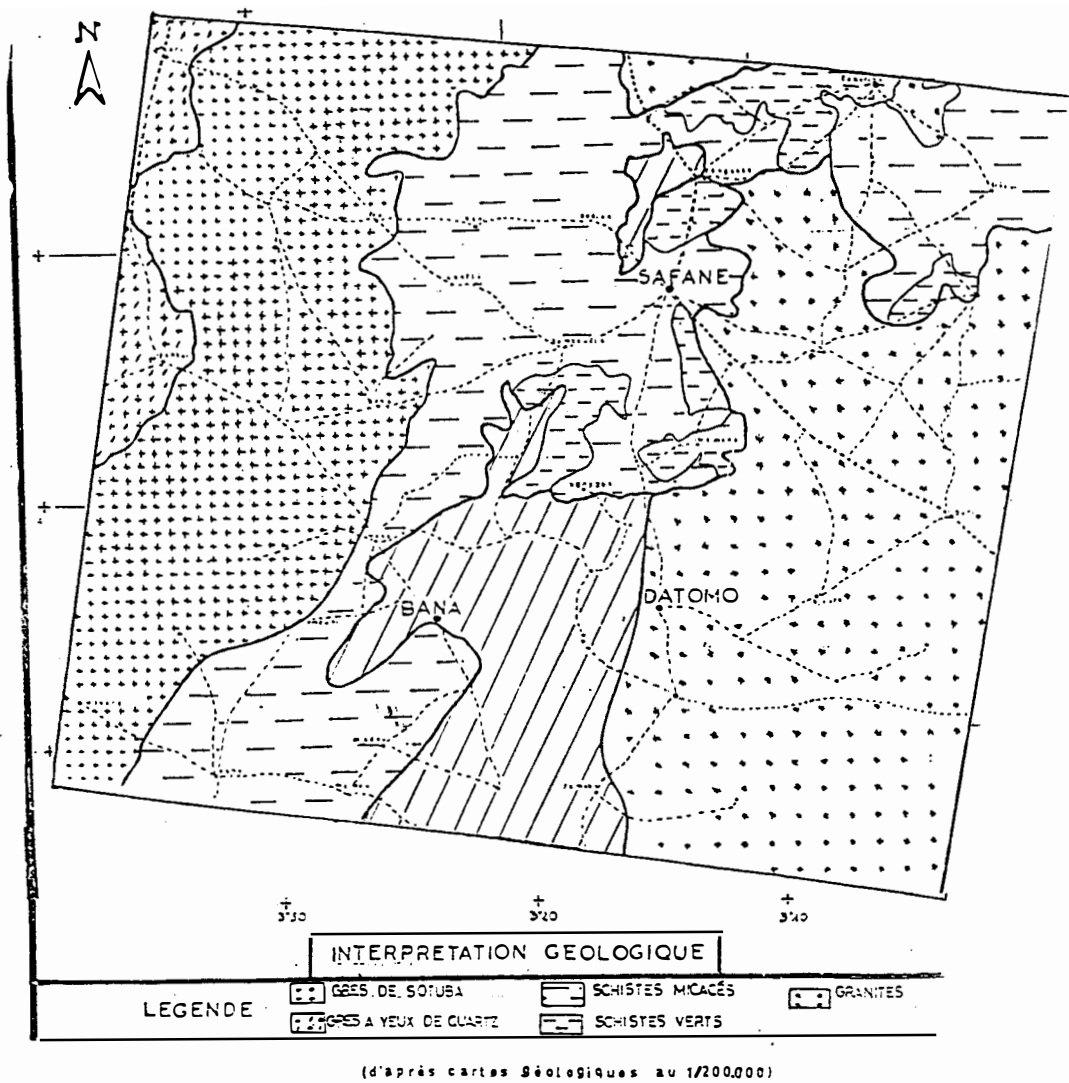 N
SAFANE
DATOMO
BANA
3°30
3°20
3°10
INTERPRETATION GEOLOGIQUE
LEGENDE
GRES DE SOTUBA
SCHISTES MICACÉS
GRANITES
GRES A YEUX DE QUARTZ
SCHISTES VERTS
(d'après cartes Géologiques au 1/200.000)